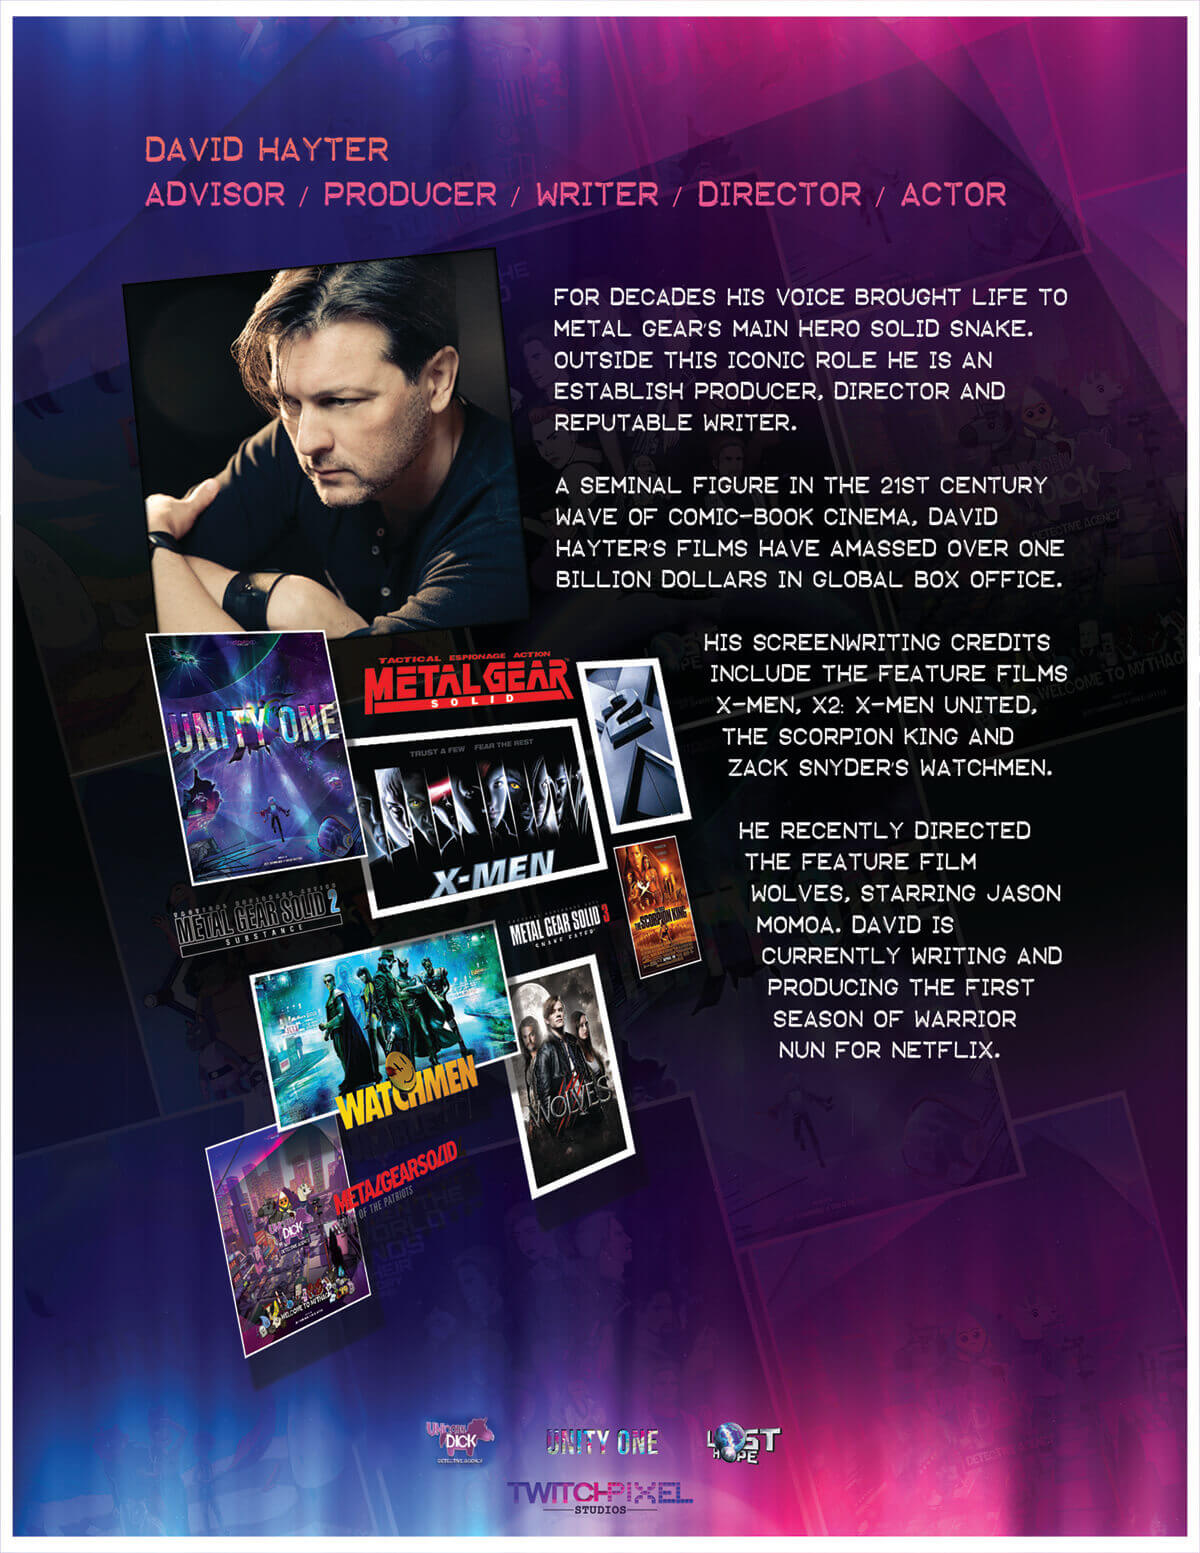 DAVID HAYTER
ADVISOR / PRODUCER / WRITER / DIRECTOR / ACTOR
FOR DECADES HIS VOICE BROUGHT LIFE TO
METAL GEAR'S MAIN HERO SOLID SNAKE.
OUTSIDE THIS ICONIC ROLE HE IS AN
ESTABLISH PRODUCER, DIRECTOR AND
REPUTABLE WRITER.
A SEMINAL FIGURE IN THE 21ST CENTURY
WAVE OF COMIC-BOOK CINEMA, DAVID
HAYTER'S FILMS HAVE AMASSED OVER ONE
BILLION DOLLARS IN GLOBAL BOX OFFICE.
HIS SCREENWRITING CREDITS
INCLUDE THE FEATURE FILMS
X-MEN, X2: X-MEN UNITED,
THE SCORPION KING AND
ZACK SNYDER'S WATCHMEN.
HE RECENTLY DIRECTED
THE FEATURE FILM
WOLVES, STARRING JASON
MOMOA. DAVID IS
CURRENTLY WRITING AND
PRODUCING THE FIRST
SEASON OF WARRIOR
NUN FOR NETFLIX.
UNITY ONE
TACTICAL ESPIONAGE ACTION
METAL GEAR
SOLID
2
TRUST A FEW FEAR THE REST
X-MEN
METAL GEAR SOLID 2
SUBSTANCE
METAL GEAR SOLID 3
SNAKE EATER
THE SCORPION KING
WATCHMEN
WOLVES
METAL GEAR SOLID
OF THE PATRIOTS
DICK
DETECTIVE AGENCY
WELCOME TO MYTHAGO
UNICORN
DICK
DETECTIVE AGENCY
UNITY ONE
LOST
HOPE
TWITCHPIXEL
STUDIOS